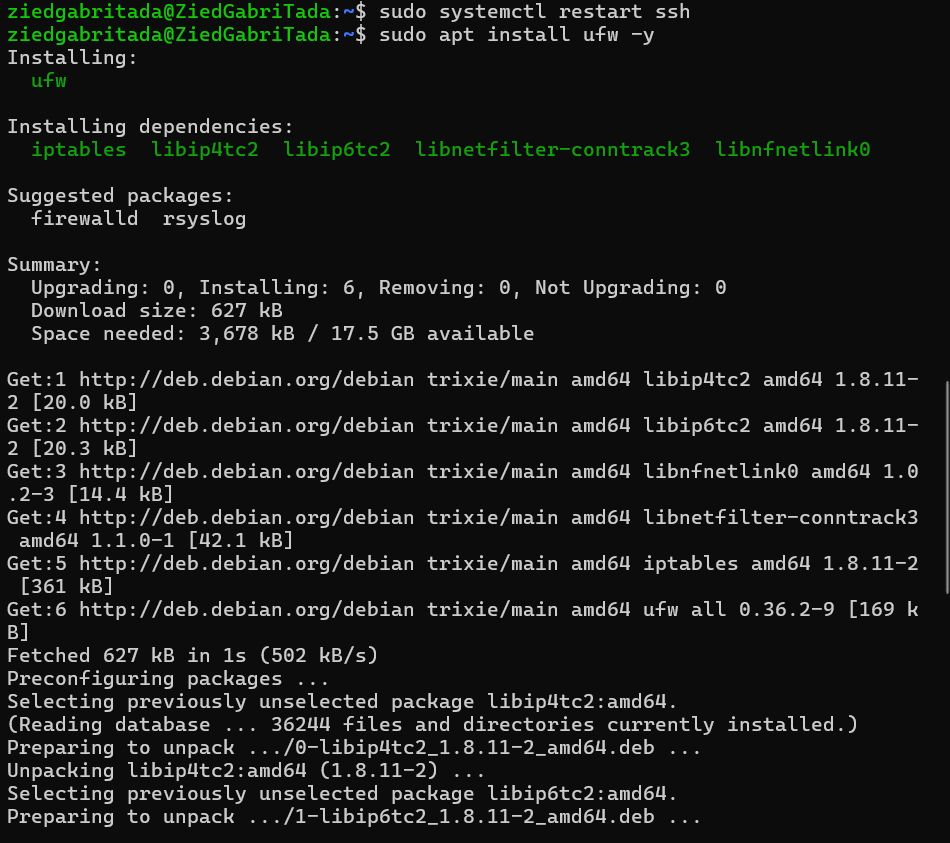 ziedgabritada@ZiedGabriTada:~$ sudo systemctl restart ssh
ziedgabritada@ZiedGabriTada:~$ sudo apt install ufw -y
Installing:
  ufw

Installing dependencies:
  iptables  libip4tc2  libip6tc2  libnetfilter-conntrack3  libnfnetlink0

Suggested packages:
  firewalld  rsyslog

Summary:
  Upgrading: 0, Installing: 6, Removing: 0, Not Upgrading: 0
  Download size: 627 kB
  Space needed: 3,678 kB / 17.5 GB available

Get:1 http://deb.debian.org/debian trixie/main amd64 libip4tc2 amd64 1.8.11-
2 [20.0 kB]
Get:2 http://deb.debian.org/debian trixie/main amd64 libip6tc2 amd64 1.8.11-
2 [20.3 kB]
Get:3 http://deb.debian.org/debian trixie/main amd64 libnfnetlink0 amd64 1.0
.2-3 [14.4 kB]
Get:4 http://deb.debian.org/debian trixie/main amd64 libnetfilter-conntrack3
 amd64 1.1.0-1 [42.1 kB]
Get:5 http://deb.debian.org/debian trixie/main amd64 iptables amd64 1.8.11-2
 [361 kB]
Get:6 http://deb.debian.org/debian trixie/main amd64 ufw all 0.36.2-9 [169 k
B]
Fetched 627 kB in 1s (502 kB/s)
Preconfiguring packages ...
Selecting previously unselected package libip4tc2:amd64.
(Reading database ... 36244 files and directories currently installed.)
Preparing to unpack .../0-libip4tc2_1.8.11-2_amd64.deb ...
Unpacking libip4tc2:amd64 (1.8.11-2) ...
Selecting previously unselected package libip6tc2:amd64.
Preparing to unpack .../1-libip6tc2_1.8.11-2_amd64.deb ...